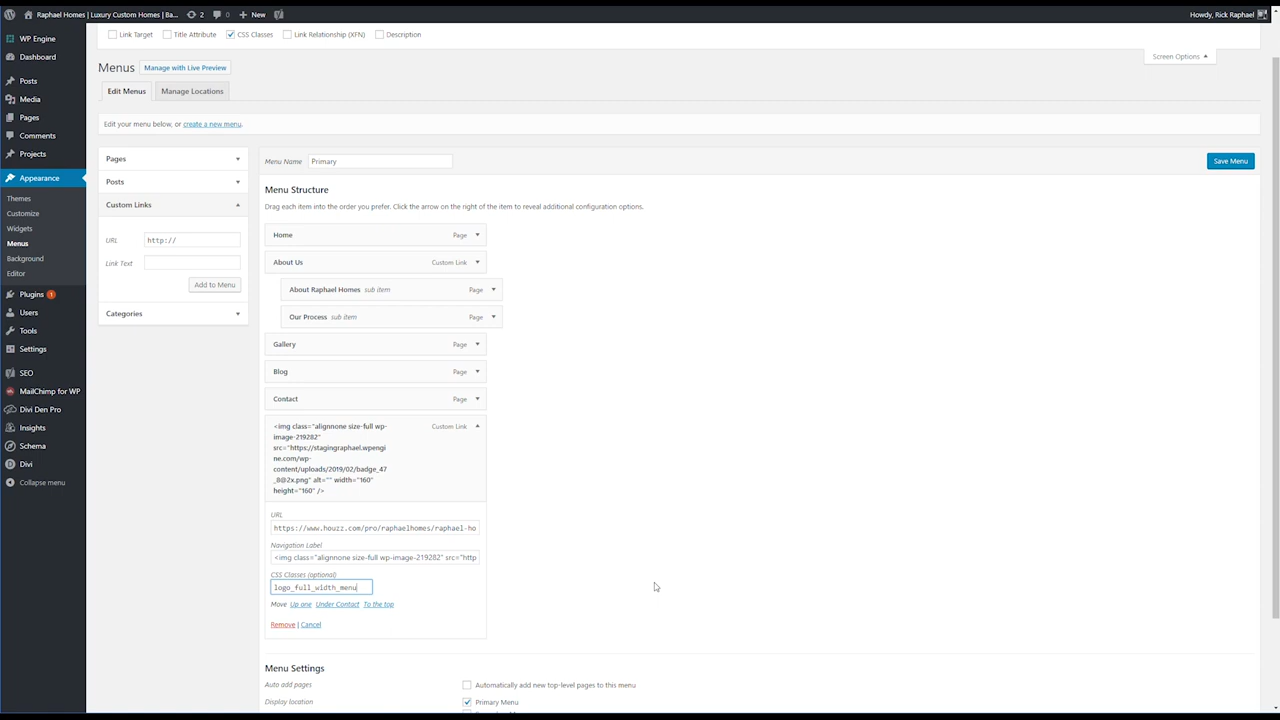 Raphael Homes | Luxury Custom Homes | Ba... 2 0 New Howdy, Rick Raphael
Link Target Title Attribute CSS Classes Link Relationship (XFN) Description
Screen Options
Menus Manage with Live Preview
Edit Menus Manage Locations
Edit your menu below, or create a new menu.
WP Engine
Dashboard
Posts
Media
Pages
Comments
Projects
Appearance
Themes
Customize
Widgets
Menus
Background
Editor
Plugins 1
Users
Tools
Settings
SEO
MailChimp for WP
Divi Den Pro
Insights
Schema
Divi
Collapse menu
Pages
Posts
Custom Links
URL http://
Link Text
Add to Menu
Categories
Menu Name Primary Save Menu
Menu Structure
Drag each item into the order you prefer. Click the arrow on the right of the item to reveal additional configuration options.
Home Page
About Us Custom Link
About Raphael Homes sub item Page
Our Process sub item Page
Gallery Page
Blog Page
Contact Page
<img class="alignnone size-full wp- Custom Link
image-219282"
src="https://stagingraphael.wpengi
ne.com/wp-
content/uploads/2019/02/badge_47
_8@2x.png" alt="" width="160"
height="160" />
URL
https://www.houzz.com/pro/raphaelhomes/raphael-ho
Navigation Label
<img class="alignnone size-full wp-image-219282" src="http
CSS Classes (optional)
logo_full_width_menu
Move Up one Under Contact To the top
Remove | Cancel
Menu Settings
Auto add pages Automatically add new top-level pages to this menu
Display location Primary Menu